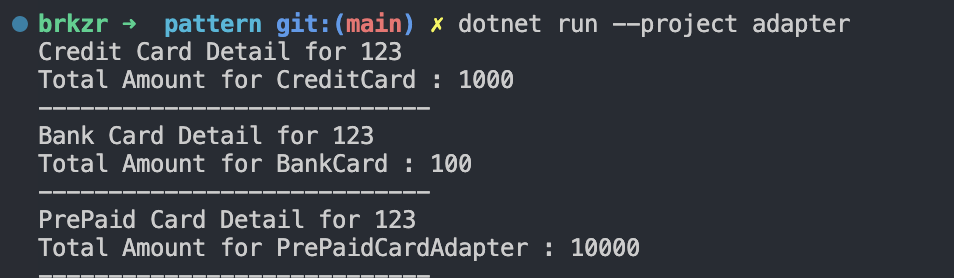 brkzr ➜ pattern git:(main) ✗ dotnet run --project adapter
Credit Card Detail for 123
Total Amount for CreditCard : 1000
----------------------------
Bank Card Detail for 123
Total Amount for BankCard : 100
----------------------------
PrePaid Card Detail for 123
Total Amount for PrePaidCardAdapter : 10000
----------------------------